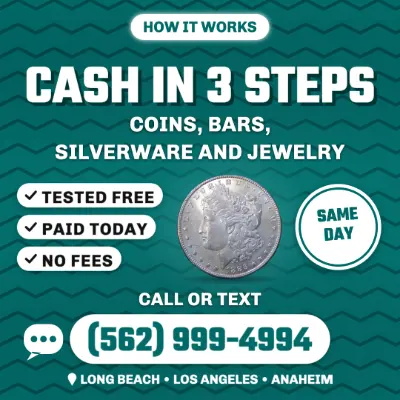 HOW IT WORKS
CASH IN 3 STEPS
COINS, BARS,
SILVERWARE AND JEWELRY
TESTED FREE
PAID TODAY
NO FEES
SAME
DAY
CALL OR TEXT
(562) 999-4994
LONG BEACH • LOS ANGELES • ANAHEIM